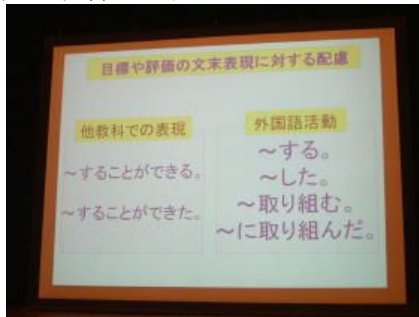 目標や評価の文末表現に対する配慮
他教科での表現
～することができる。
～することができた。
外国語活動
～する。
～した。
～取り組む。
～に取り組んだ。